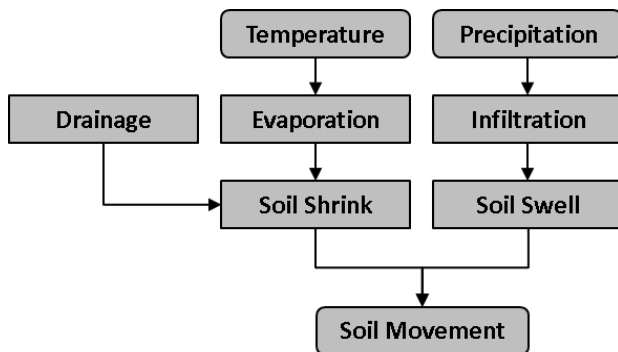 Temperature
Precipitation
Drainage
Evaporation
Infiltration
Soil Shrink
Soil Swell
Soil Movement